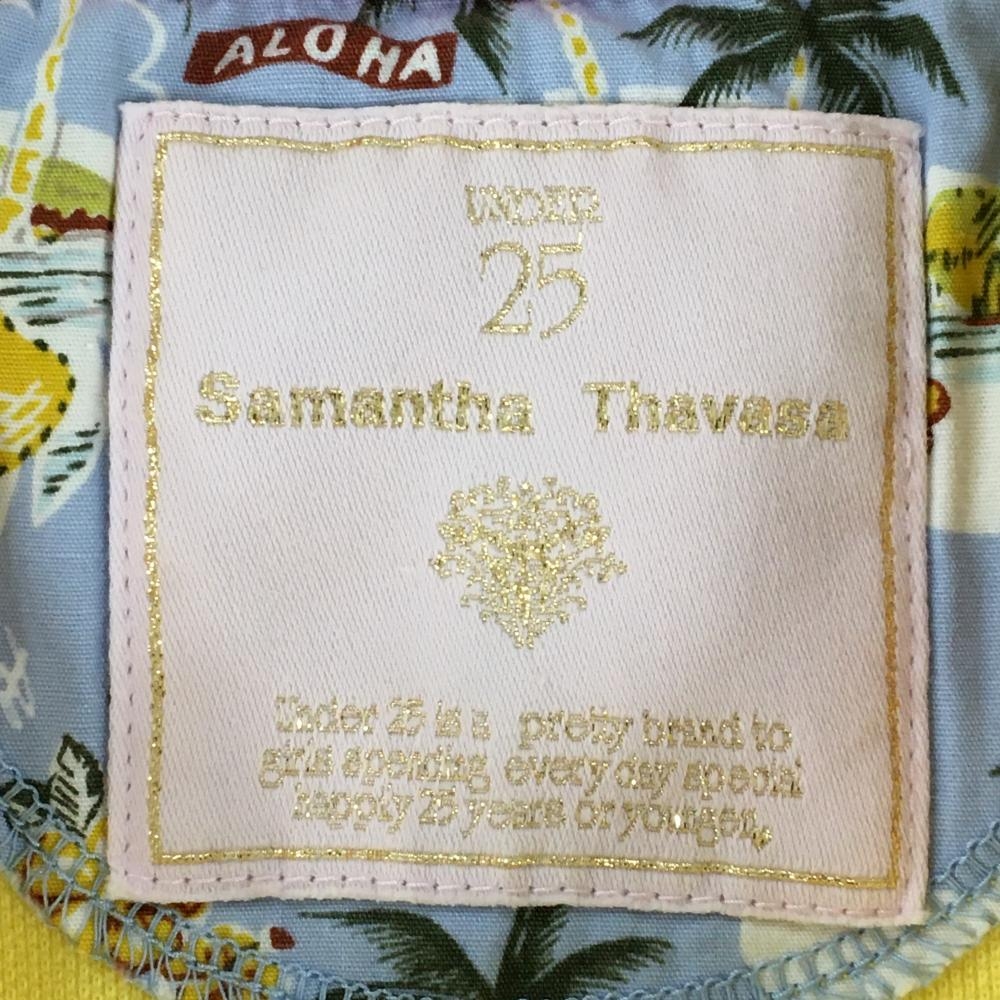 ALOHA
UNDER
25
Samantha Thavasa
Under 25 is a pretty brand to
girls spending every day special
happly 25 years or younger.